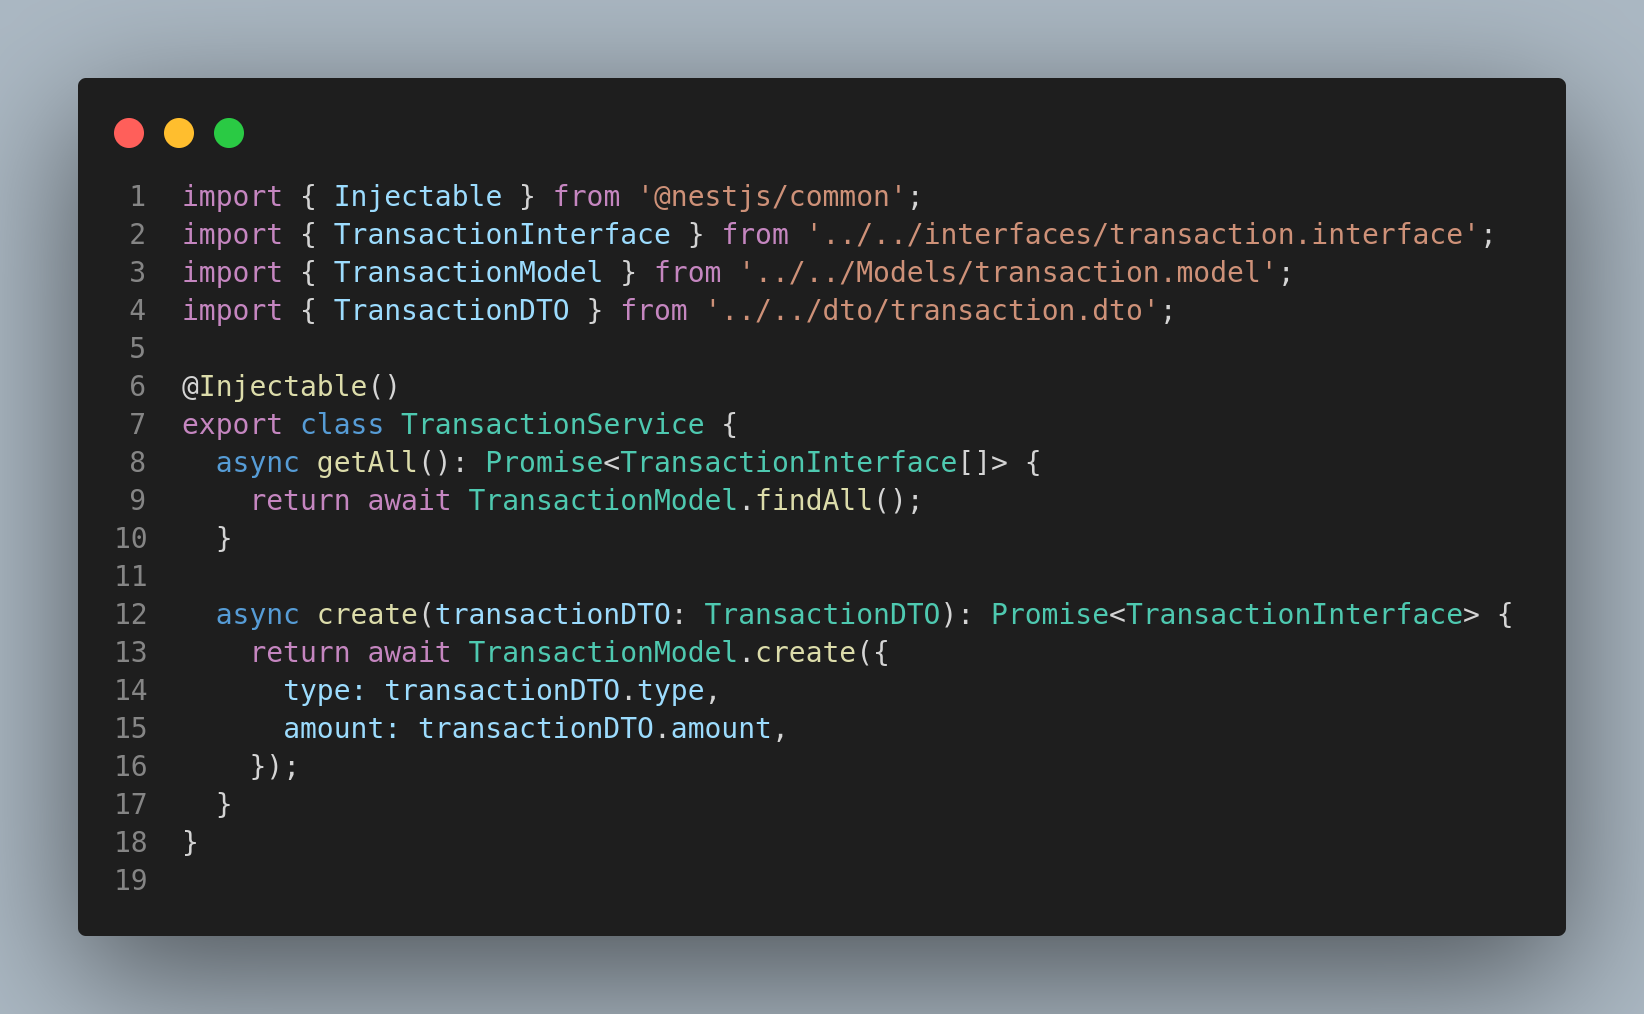 1 import { Injectable } from '@nestjs/common';
2 import { TransactionInterface } from '../../interfaces/transaction.interface';
3 import { TransactionModel } from '../../Models/transaction.model';
4 import { TransactionDTO } from '../../dto/transaction.dto';
5
6 @Injectable()
7 export class TransactionService {
8   async getAll(): Promise<TransactionInterface[]> {
9     return await TransactionModel.findAll();
10   }
11
12   async create(transactionDTO: TransactionDTO): Promise<TransactionInterface> {
13     return await TransactionModel.create({
14       type: transactionDTO.type,
15       amount: transactionDTO.amount,
16     });
17   }
18 }
19